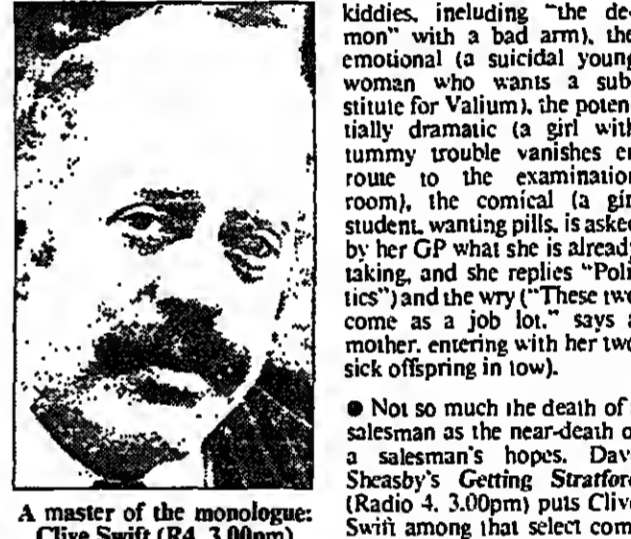 A master of the monologue:
Clive Swift (R4, 3.00pm)
kiddies, including "the de-
mon" with a bad arm), the
emotional (a suicidal young
woman who wants a sub-
stitute for Valium), the poten-
tially dramatic (a girl with
tummy trouble vanishes en
route to the examination
room), the comical (a girl
student, wanting pills, is asked
by her GP what she is already
taking, and she replies "Poli-
tics") and the wry ("These two
come as a job lot," says a
mother, entering with her two
sick offspring in tow).
● Not so much the death of a
salesman as the near-death of
a salesman's hopes. Dave
Sheasby's Getting Stratford
(Radio 4, 3.00pm) puts Clive
Swift among that select com-